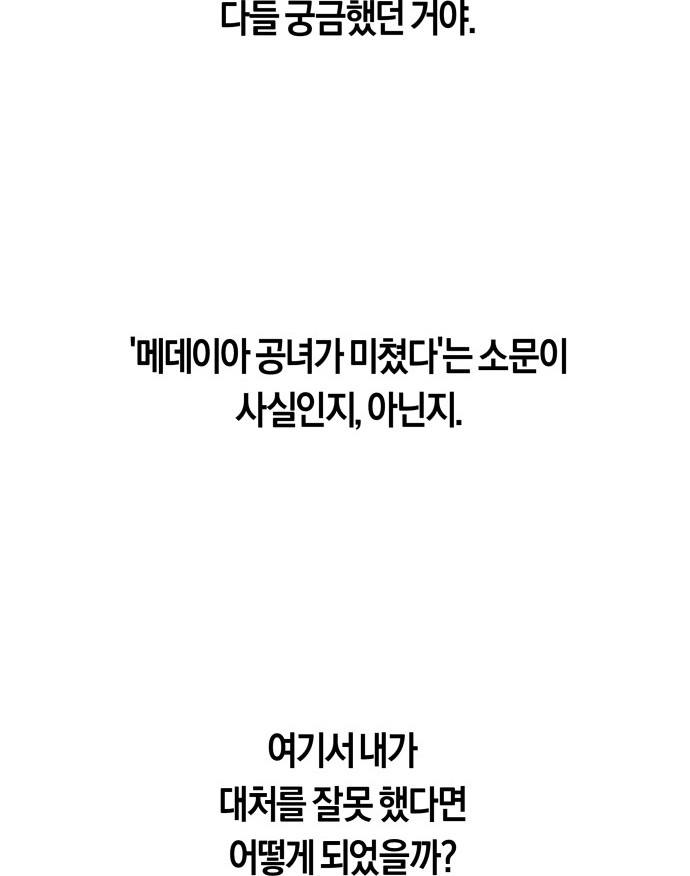 다들 궁금했던 거야.
'메데이아 공녀가 미쳤다'는 소문이
사실인지, 아닌지.
여기서 내가
대처를 잘못 했다면
어떻게 되었을까?